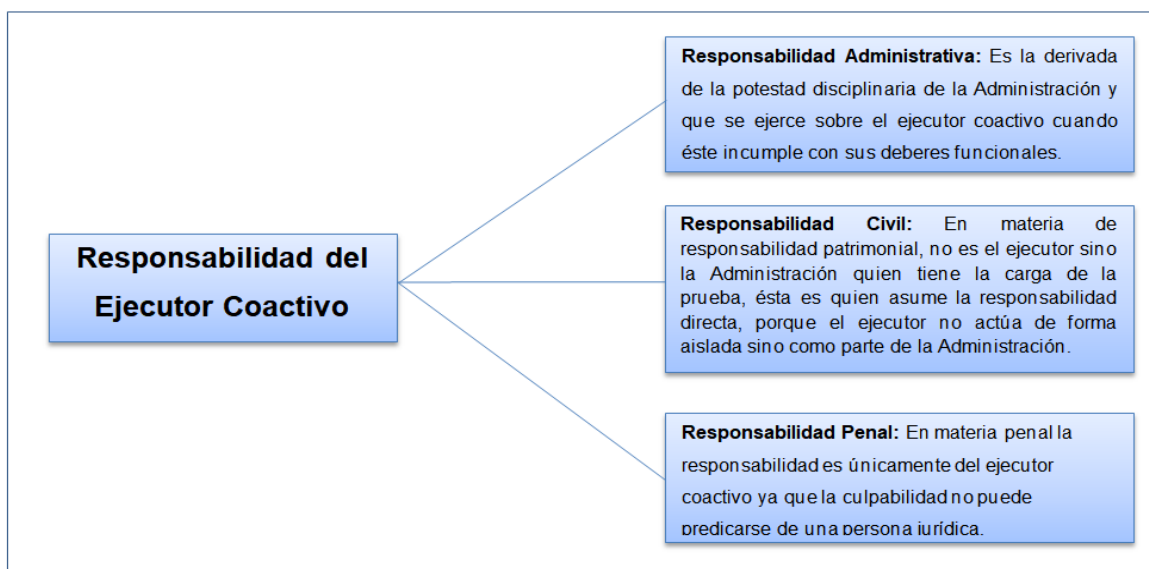 Responsabilidad del
Ejecutor Coactivo
Responsabilidad Administrativa: Es la derivada
de la potestad disciplinaria de la Administración y
que se ejerce sobre el ejecutor coactivo cuando
éste incumple con sus deberes funcionales.
Responsabilidad Civil: En materia de
responsabilidad patrimonial, no es el ejecutor sino
la Administración quien tiene la carga de la
prueba, ésta es quien asume la responsabilidad
directa, porque el ejecutor no actúa de forma
aislada sino como parte de la Administración.
Responsabilidad Penal: En materia penal la
responsabilidad es únicamente del ejecutor
coactivo ya que la culpabilidad no puede
predicarse de una persona jurídica.